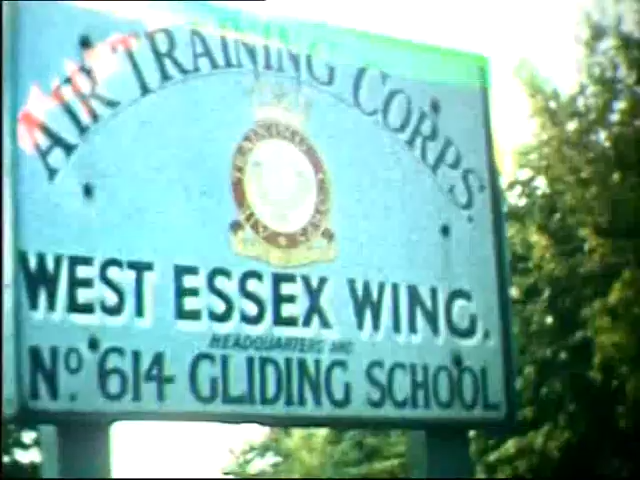 AIR TRAINING CORPS.
WEST ESSEX WING.
HEADQUARTERS AND
Nº. 614 GLIDING SCHOOL